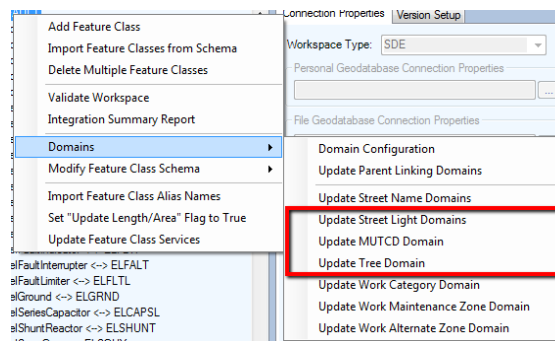 Connection Properties Version Setup
Add Feature Class
Import Feature Classes from Schema
Delete Multiple Feature Classes
Validate Workspace
Integration Summary Report
Domains
Modify Feature Class Schema
Import Feature Class Alias Names
Set "Update Length/Area" Flag to True
Update Feature Class Services
Workspace Type: SDE
Personal Geodatabase Connection Properties
...
File Geodatabase Connection Properties
Domain Configuration
Update Parent Linking Domains
Update Street Name Domains
Update Street Light Domains
Update MUTCD Domain
Update Tree Domain
Update Work Category Domain
Update Work Maintenance Zone Domain
Update Work Alternate Zone Domain
elFaultInterrupter <--> ELFALT
elFaultLimiter <--> ELFLTL
elGround <--> ELGRND
elSeriesCapacitor <--> ELCAPSL
elShuntReactor <--> ELSHUNT